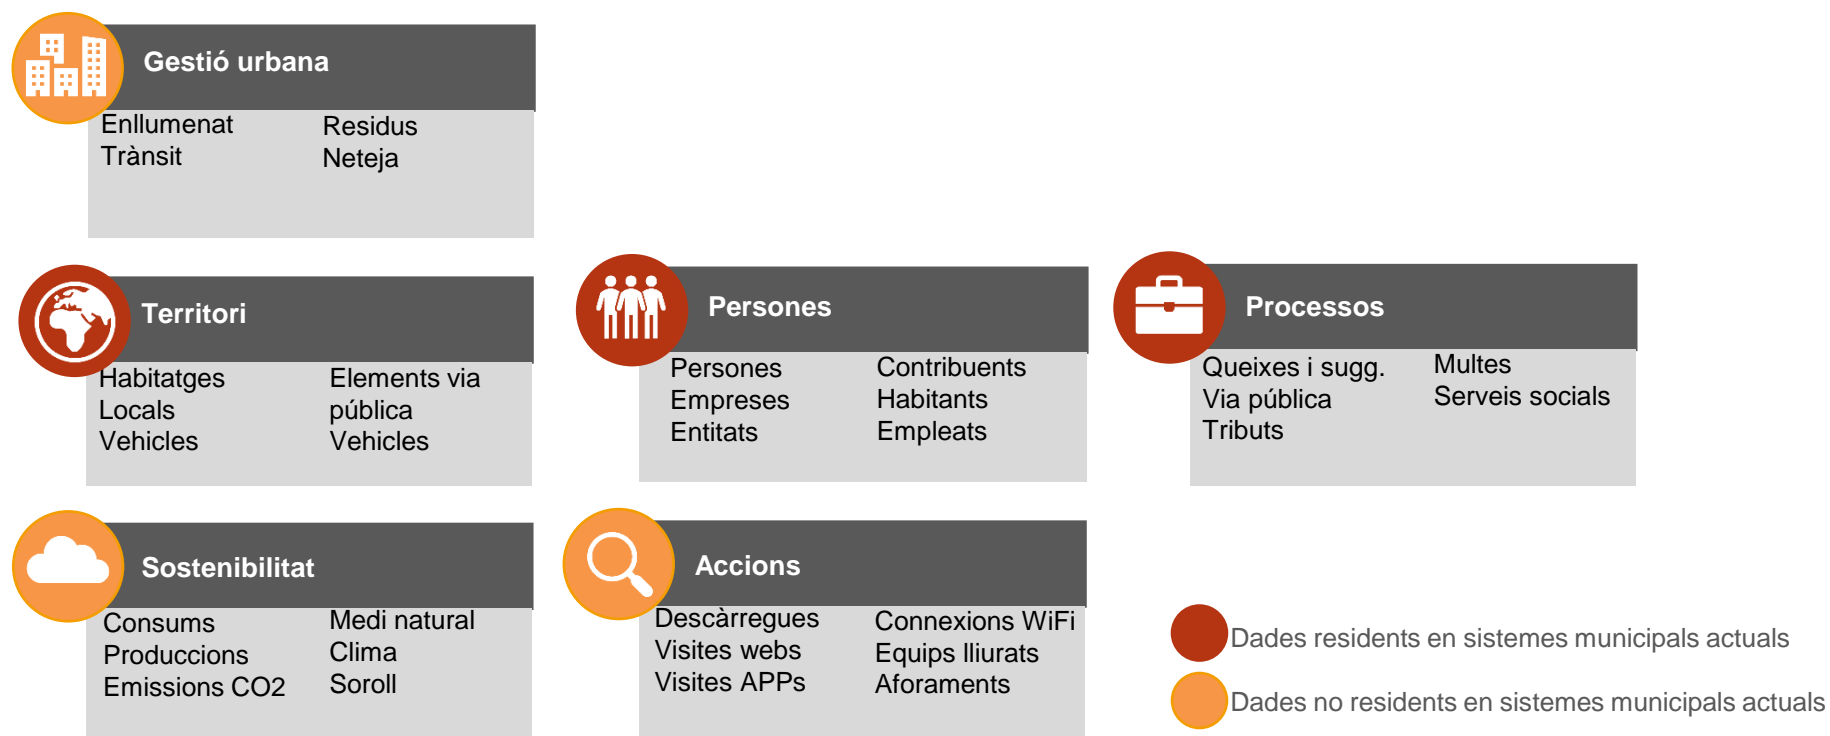 Gestió urbana
Enllumenat
Trànsit
Residus
Neteja
Territori
Habitatges
Locals
Vehicles
Elements via
pública
Vehicles
Persones
Persones
Empreses
Entitats
Contribuents
Habitants
Empleats
Processos
Queixes i sugg.
Via pública
Tributs
Multes
Serveis socials
Sostenibilitat
Consums
Produccions
Emissions CO2
Medi natural
Clima
Soroll
Accions
Descàrregues
Visites webs
Visites APPs
Connexions WiFi
Equips lliurats
Aforaments
Dades residents en sistemes municipals actuals
Dades no residents en sistemes municipals actuals